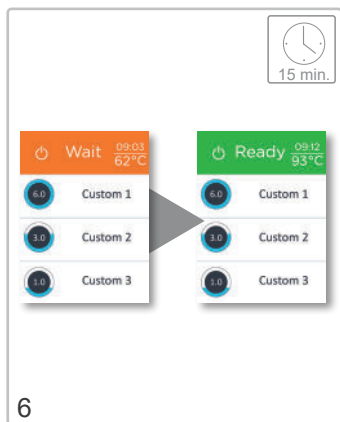 15 min.
Wait 09:03
62°C
6.0 Custom 1
3.0 Custom 2
1.0 Custom 3
Ready 09:12
93°C
6.0 Custom 1
3.0 Custom 2
1.0 Custom 3
6